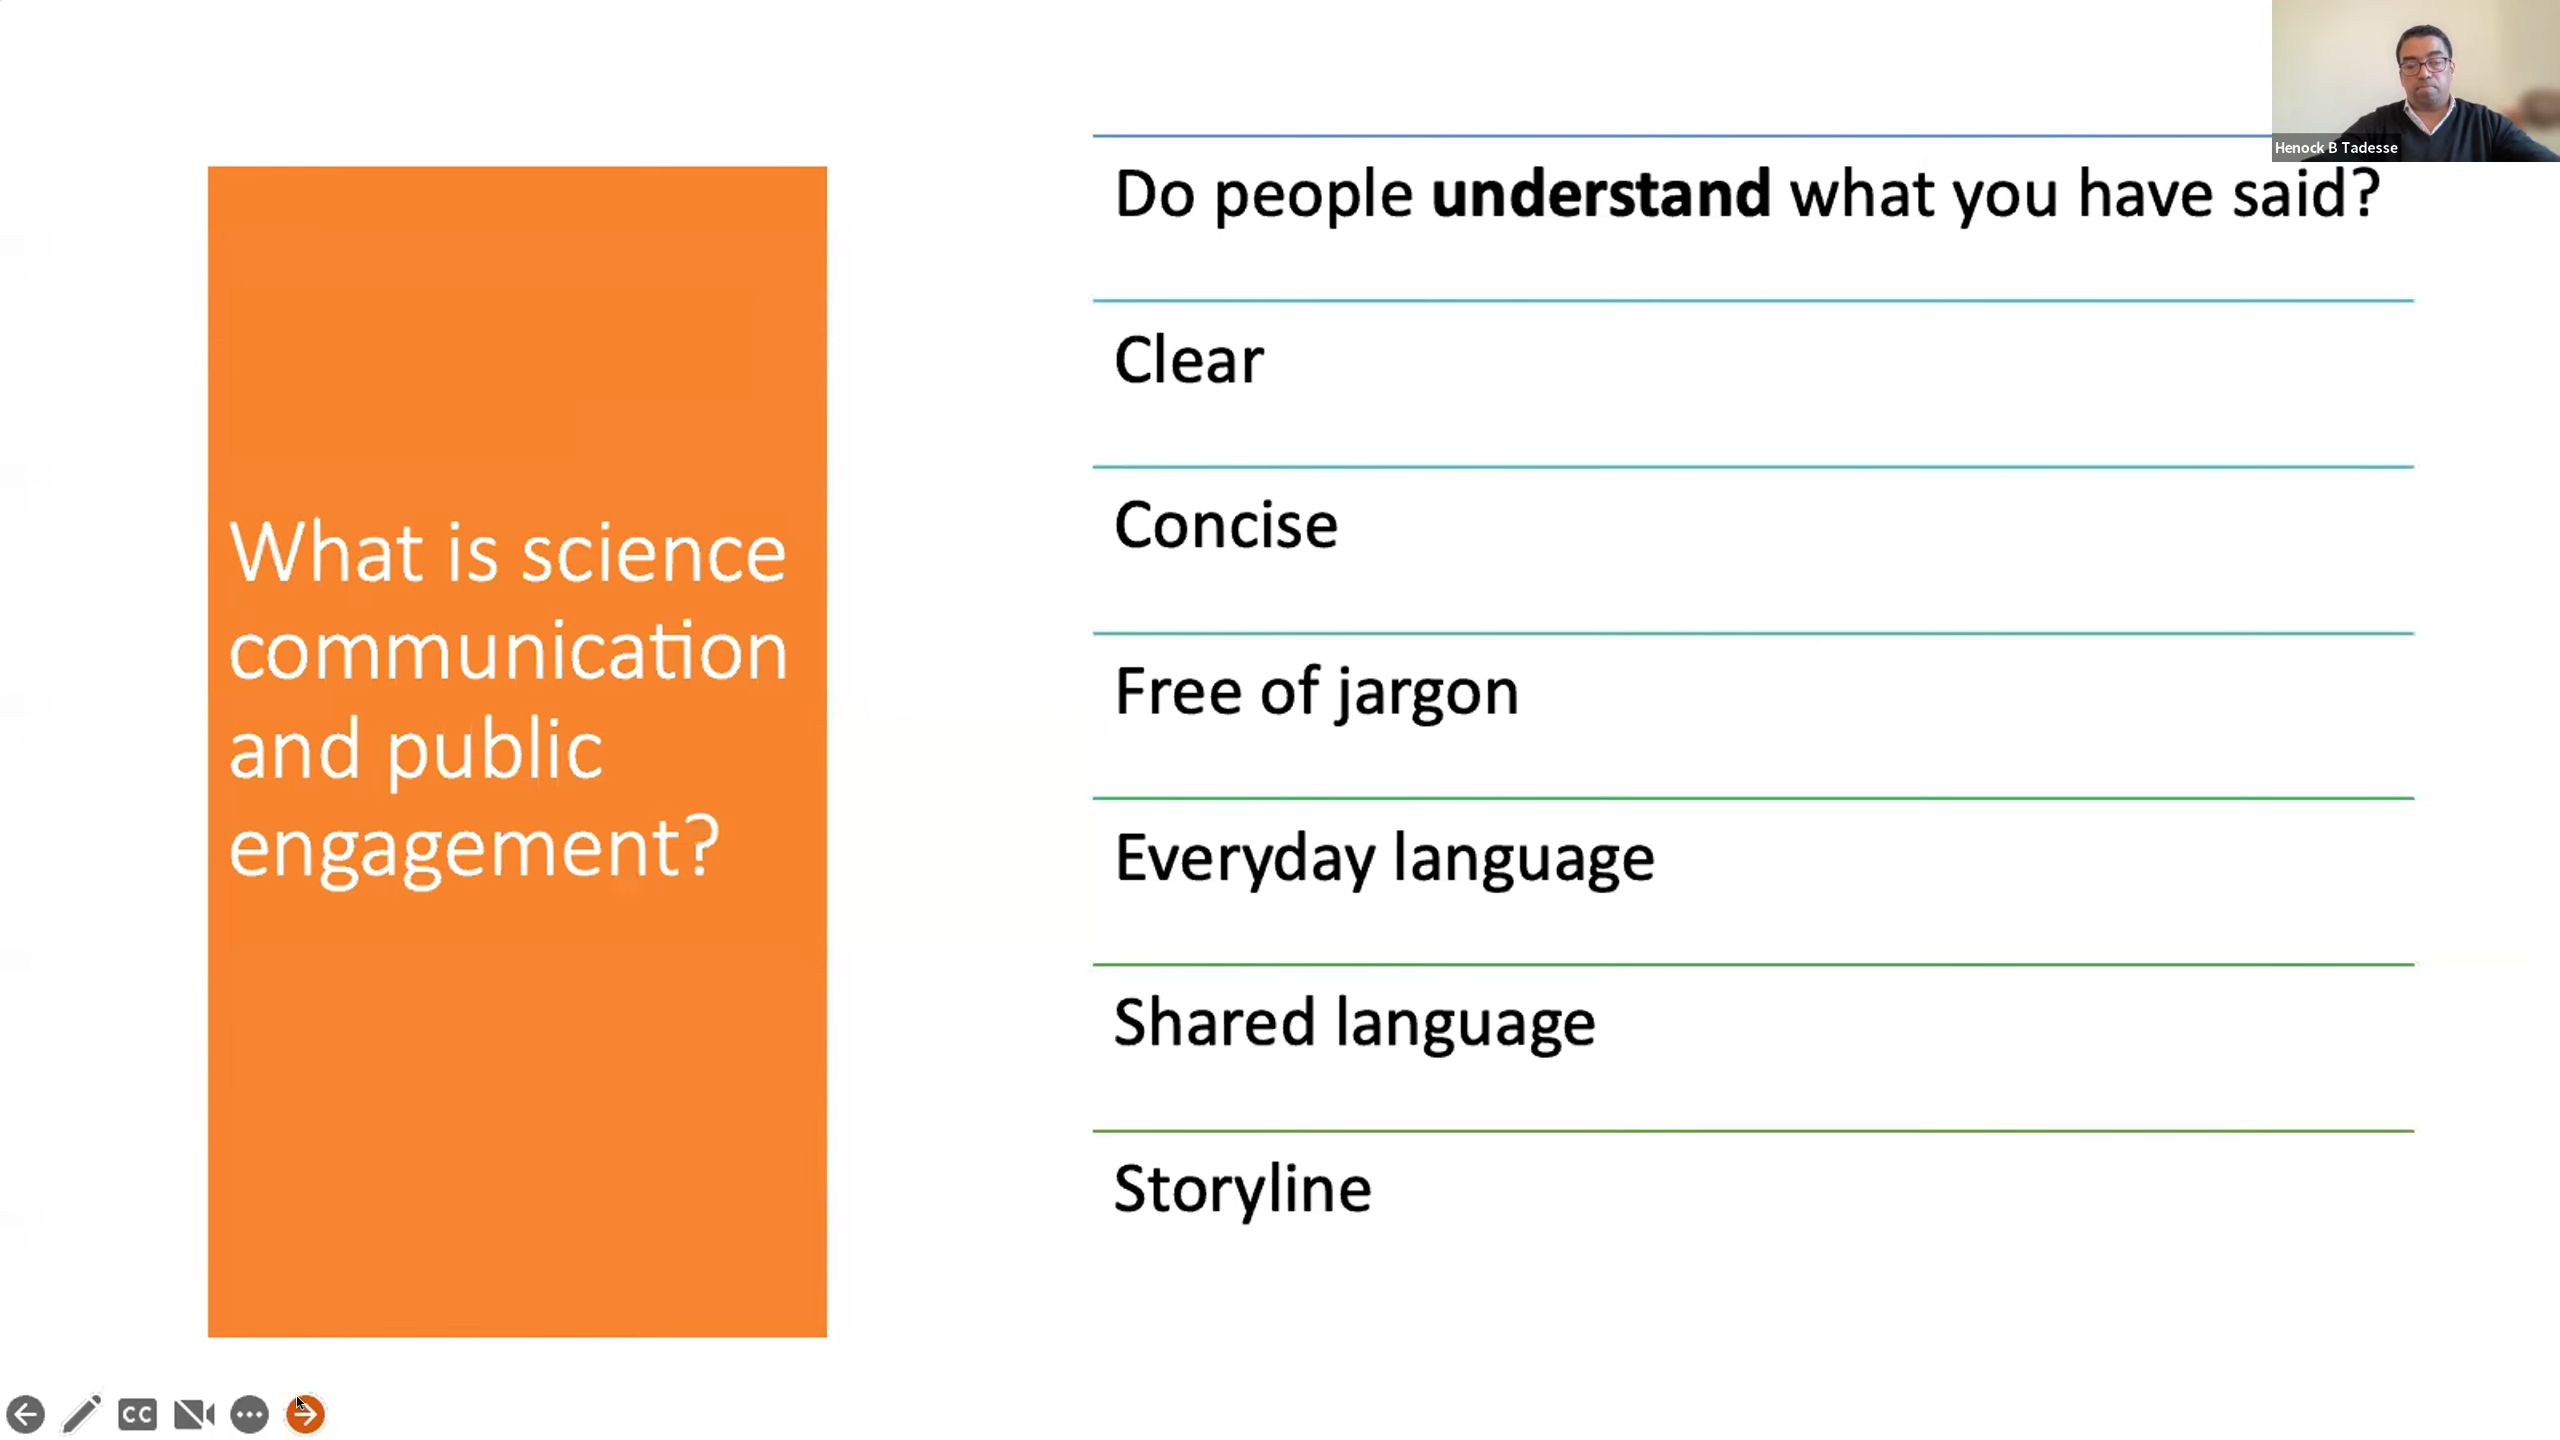 What is science
communication
and public
engagement?
Do people understand what you have said?
Clear
Concise
Free of jargon
Everyday language
Shared language
Storyline
Henock B Tadesse
CC